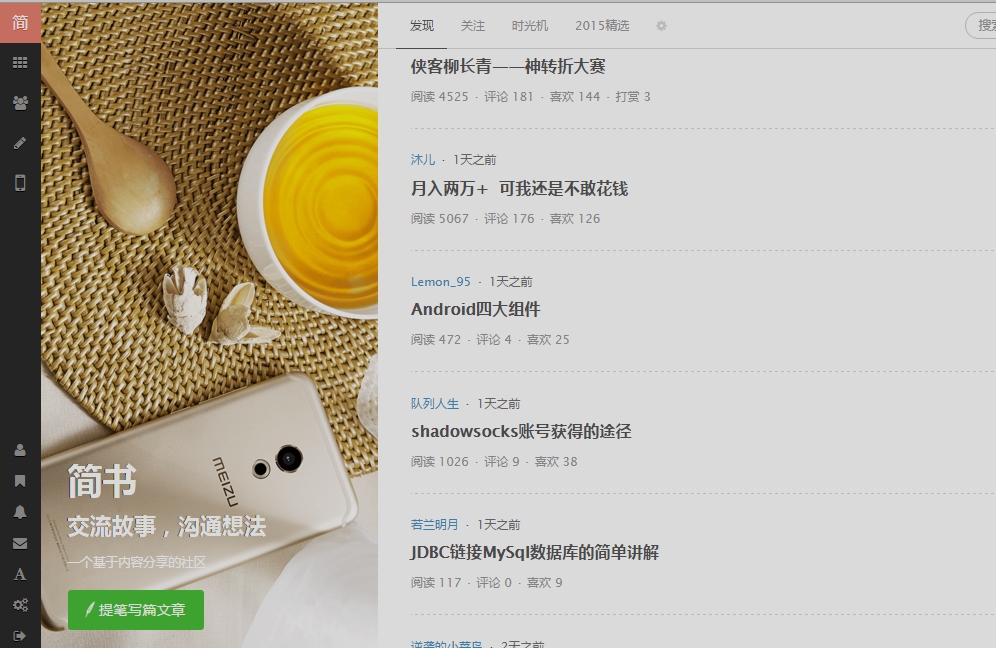 简
发现 关注 时光机 2015精选
搜索
侠客柳长青——神转折大赛
阅读 4525 · 评论 181 · 喜欢 144 · 打赏 3
沐儿 · 1天之前
月入两万+ 可我还是不敢花钱
阅读 5067 · 评论 176 · 喜欢 126
Lemon_95 · 1天之前
Android四大组件
阅读 472 · 评论 4 · 喜欢 25
队列人生 · 1天之前
shadowsocks账号获得的途径
阅读 1026 · 评论 9 · 喜欢 38
若兰明月 · 1天之前
JDBC链接MySql数据库的简单讲解
阅读 117 · 评论 0 · 喜欢 9
逆袭的小菜鸟 · 2天之前
MEIZU
简书
交流故事，沟通想法
一个基于内容分享的社区
提笔写篇文章
A